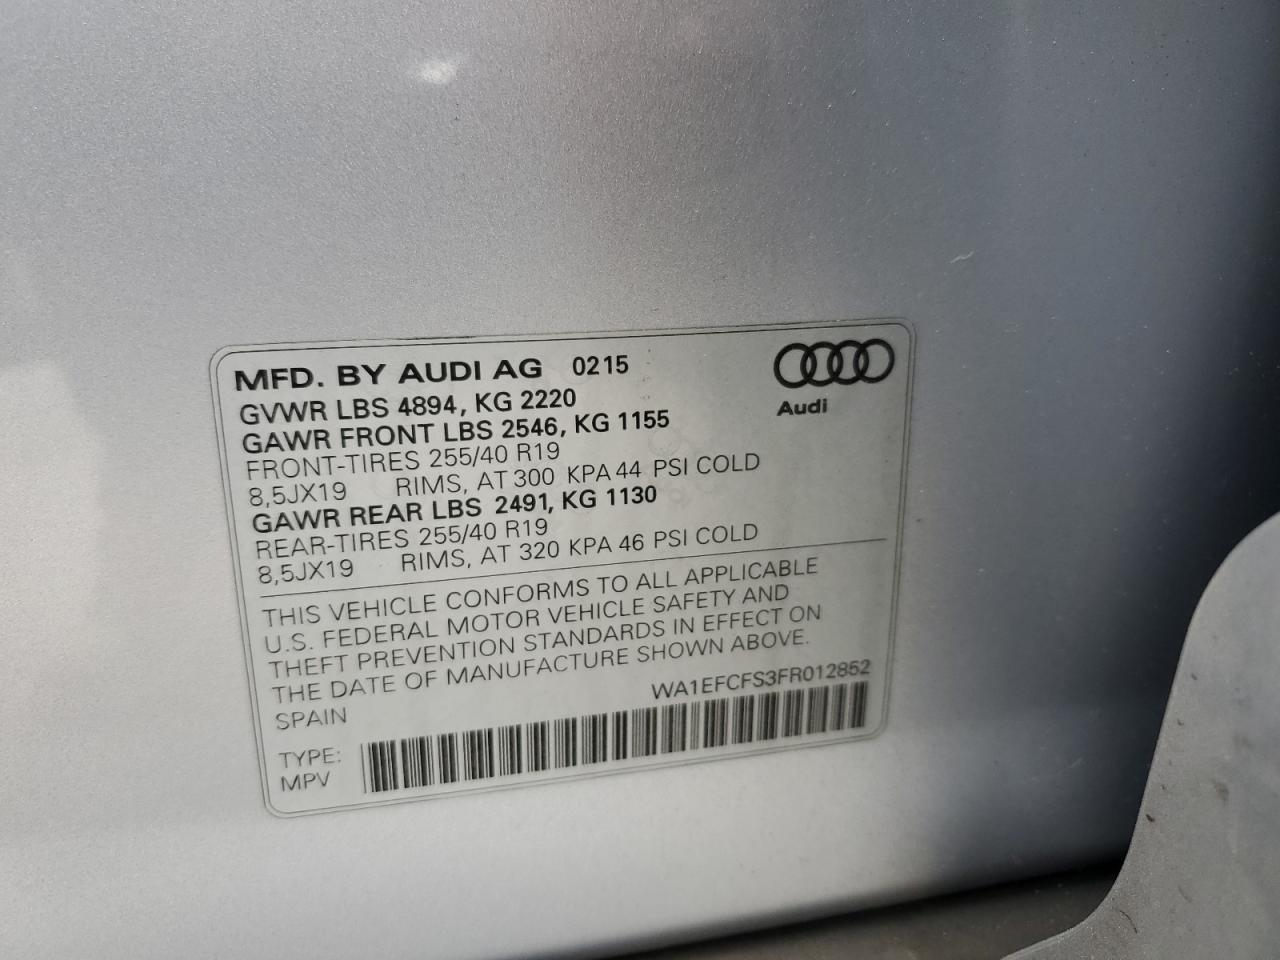 MFD. BY AUDI AG 0215
Audi
GVWR LBS 4894, KG 2220
GAWR FRONT LBS 2546, KG 1155
FRONT-TIRES 255/40 R19
8,5JX19 RIMS, AT 300 KPA 44 PSI COLD
GAWR REAR LBS 2491, KG 1130
REAR-TIRES 255/40 R19
8,5JX19 RIMS, AT 320 KPA 46 PSI COLD
THIS VEHICLE CONFORMS TO ALL APPLICABLE
U.S. FEDERAL MOTOR VEHICLE SAFETY AND
THEFT PREVENTION STANDARDS IN EFFECT ON
THE DATE OF MANUFACTURE SHOWN ABOVE.
WA1EFCFS3FR012852
SPAIN
TYPE:
MPV